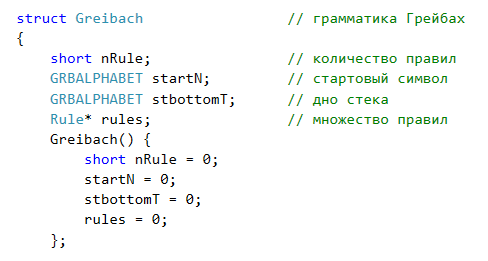 struct Greibach // грамматика Грейбах
{
short nRule; // количество правил
GRBALPHABET startN; // стартовый символ
GRBALPHABET stbottomT; // дно стека
Rule* rules; // множество правил
Greibach() {
short nRule = 0;
startN = 0;
stbottomT = 0;
rules = 0;
};